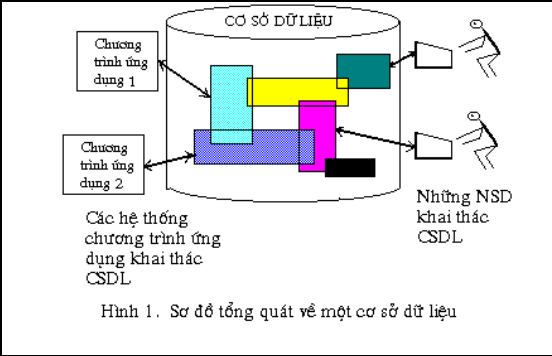 CƠ SỞ DỮ LIỆU
Chương
trình ứng
dụng 1
Chương
trình ứng
dụng 2
Các hệ thống
chương trình ứng
dụng khai thác
CSDL
Những NSD
khai thác
CSDL
Hình 1. Sơ đồ tổng quát về một cơ sở dữ liệu